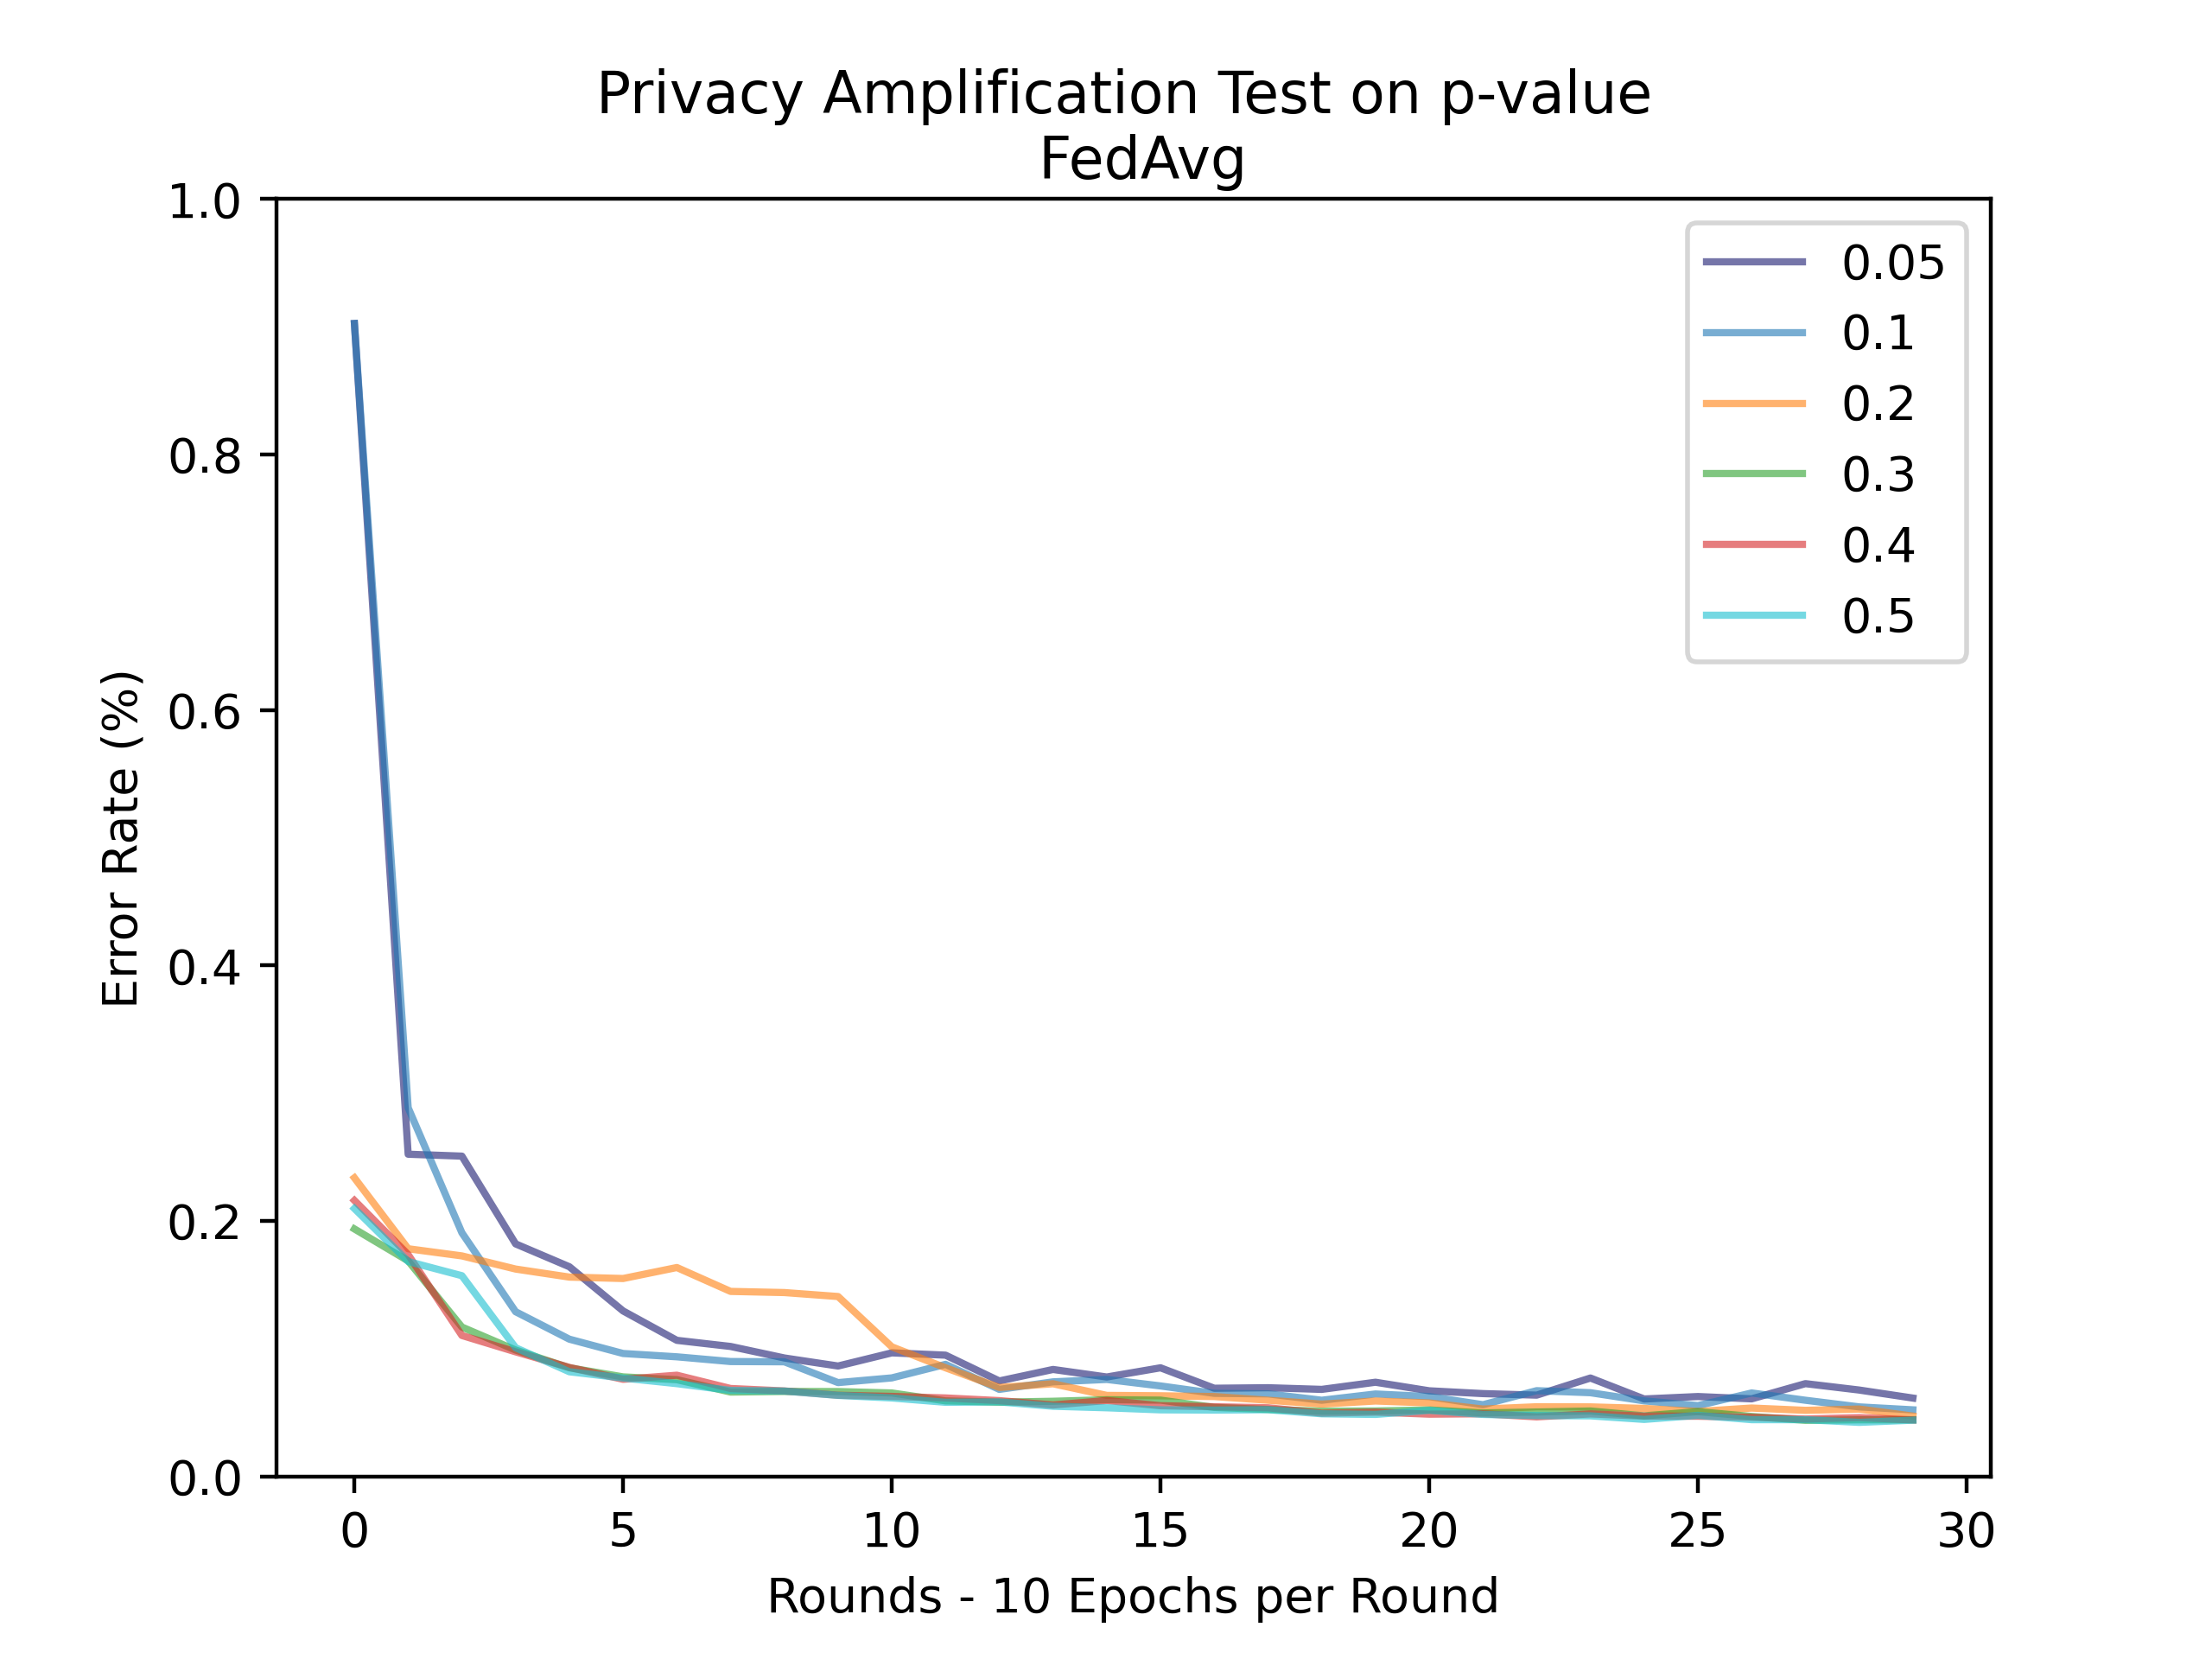 Privacy Amplification Test on p-value
FedAvg
1.0
0.8
0.6
0.4
0.2
0.0
Error Rate (%)
0.05
0.1
0.2
0.3
0.4
0.5
0 5 10 15 20 25 30
Rounds - 10 Epochs per Round